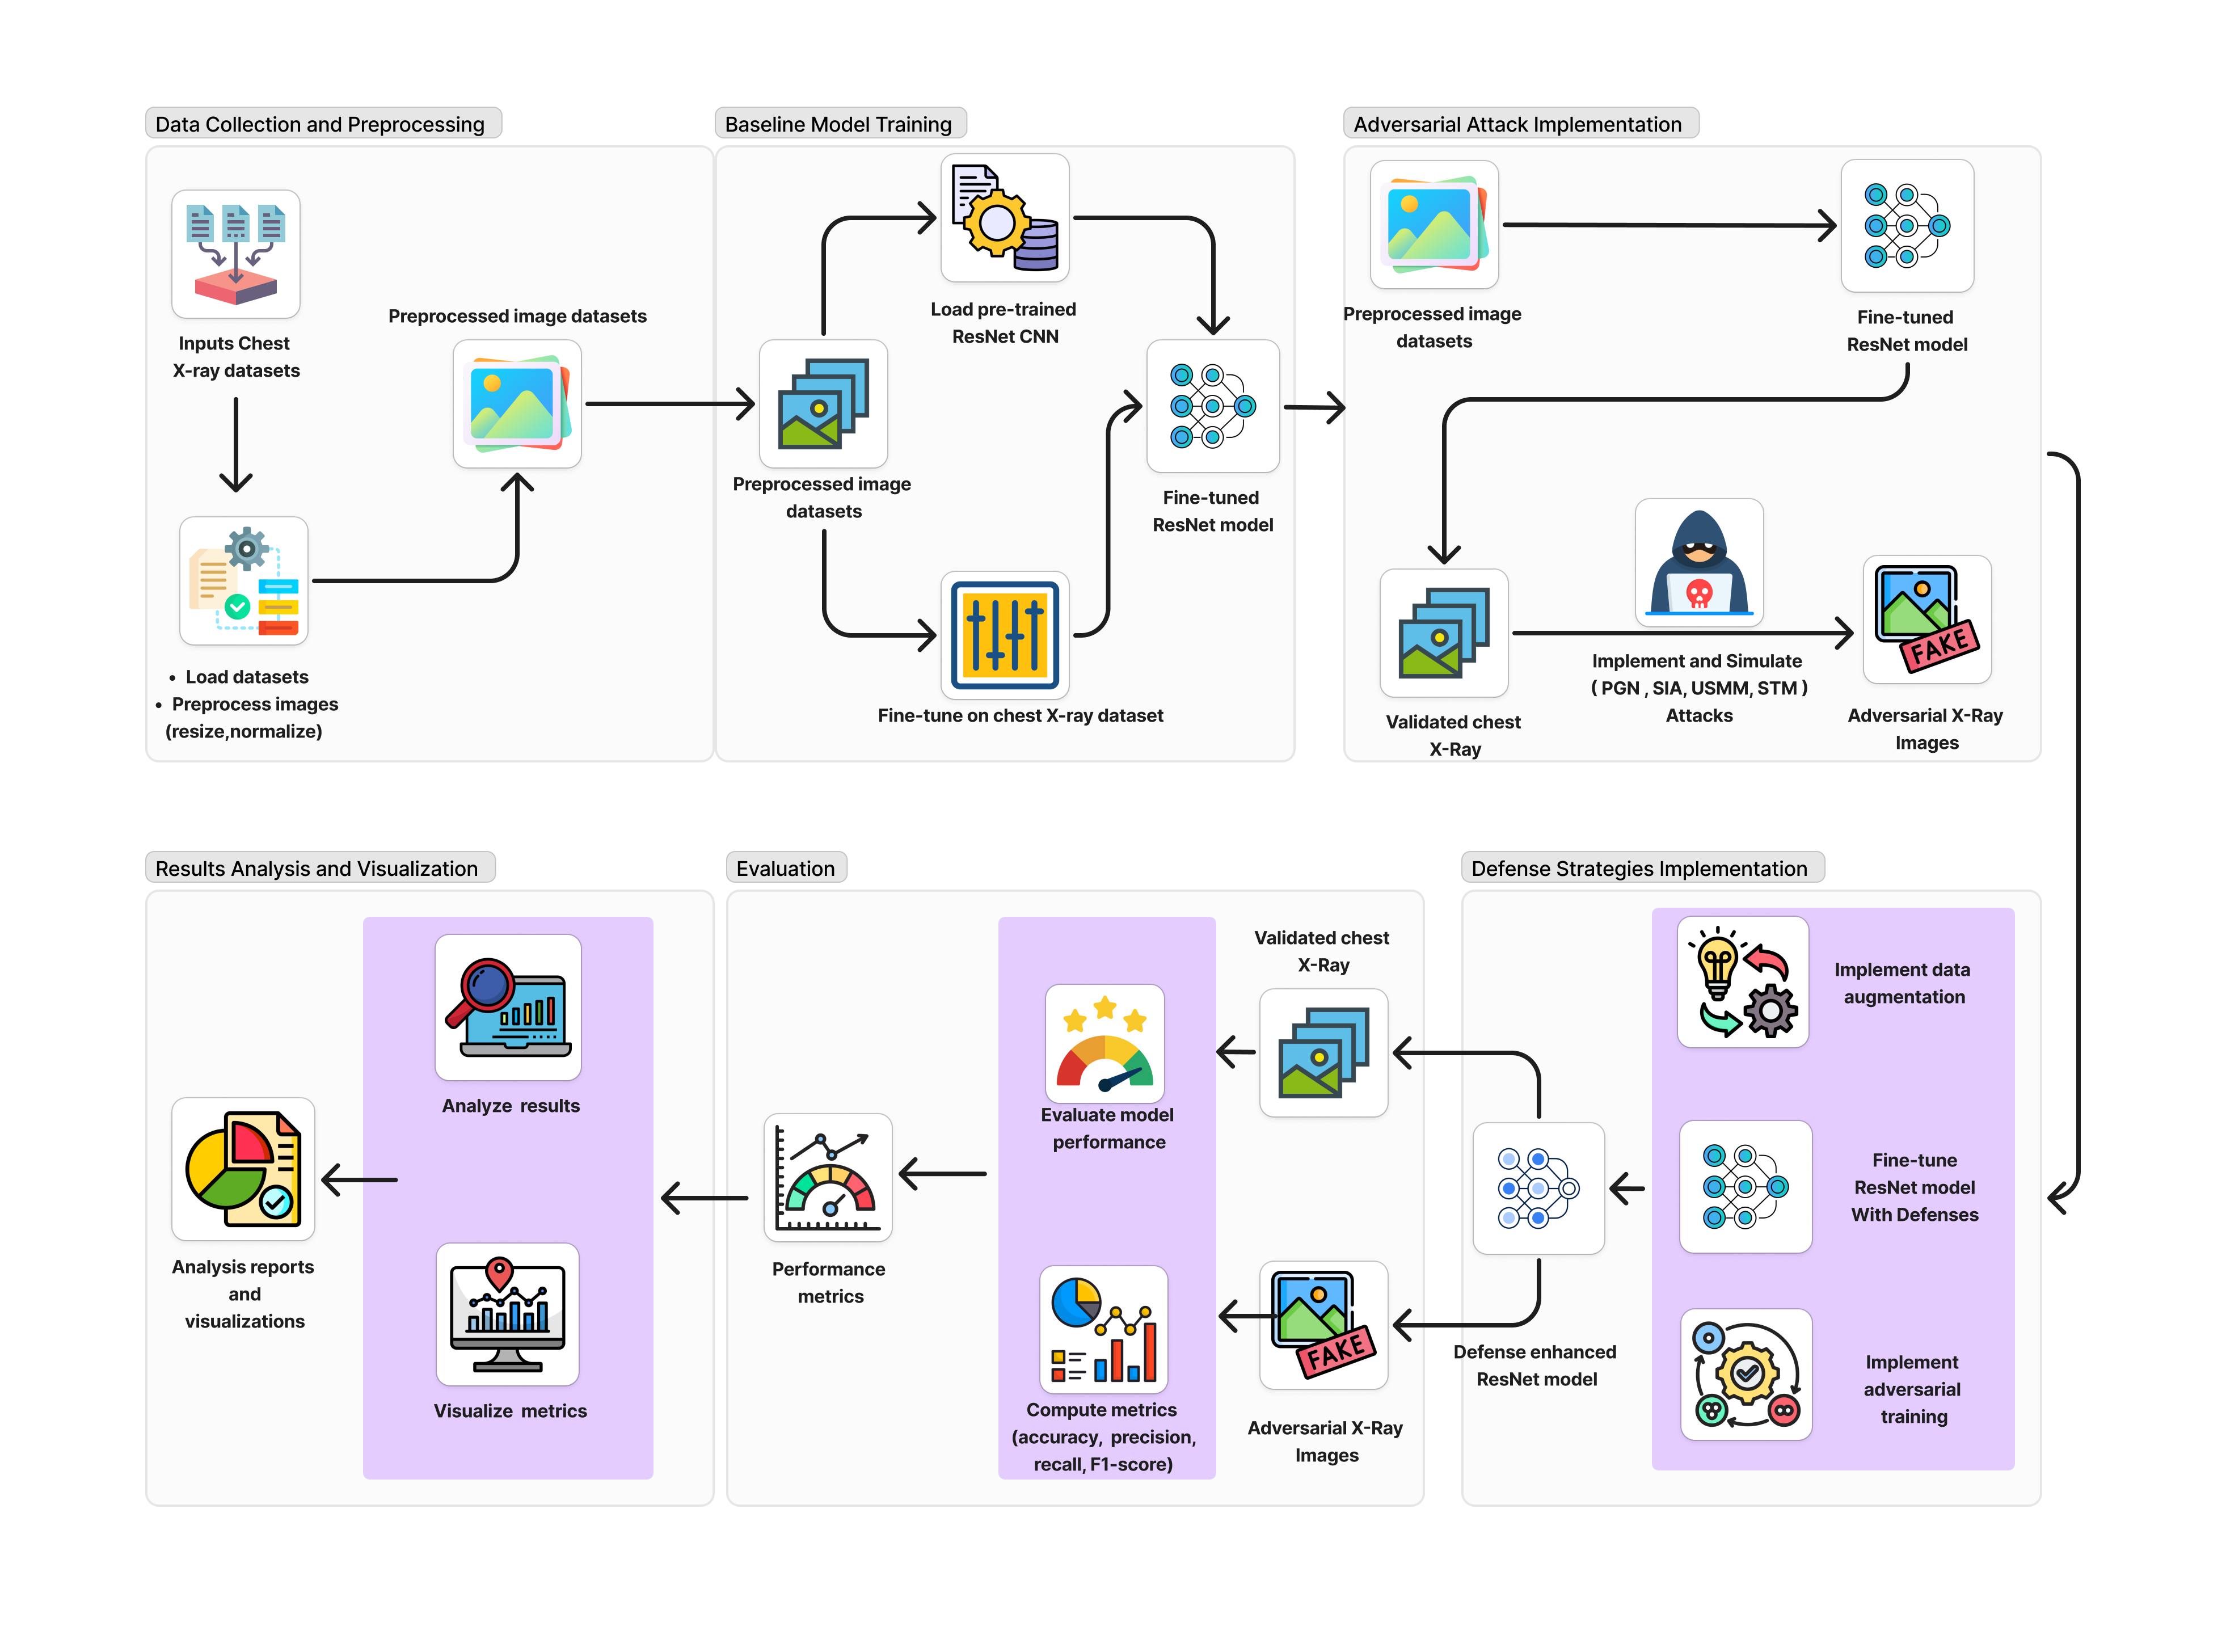 Data Collection and Preprocessing
Inputs Chest
X-ray datasets
• Load datasets
• Preprocess images
(resize,normalize)
Preprocessed image datasets
Baseline Model Training
Preprocessed image
datasets
Load pre-trained
ResNet CNN
Fine-tune on chest X-ray dataset
Fine-tuned
ResNet model
Adversarial Attack Implementation
Preprocessed image
datasets
Fine-tuned
ResNet model
Validated chest
X-Ray
Implement and Simulate
( PGN , SIA, USMM, STM )
Attacks
FAKE
Adversarial X-Ray
Images
Defense Strategies Implementation
Implement data
augmentation
Fine-tune
ResNet model
With Defenses
Implement
adversarial
training
Defense enhanced
ResNet model
Evaluation
Validated chest
X-Ray
FAKE
Adversarial X-Ray
Images
Evaluate model
performance
Compute metrics
(accuracy, precision,
recall, F1-score)
Performance
metrics
Results Analysis and Visualization
Analyze results
Visualize metrics
Analysis reports
and
visualizations